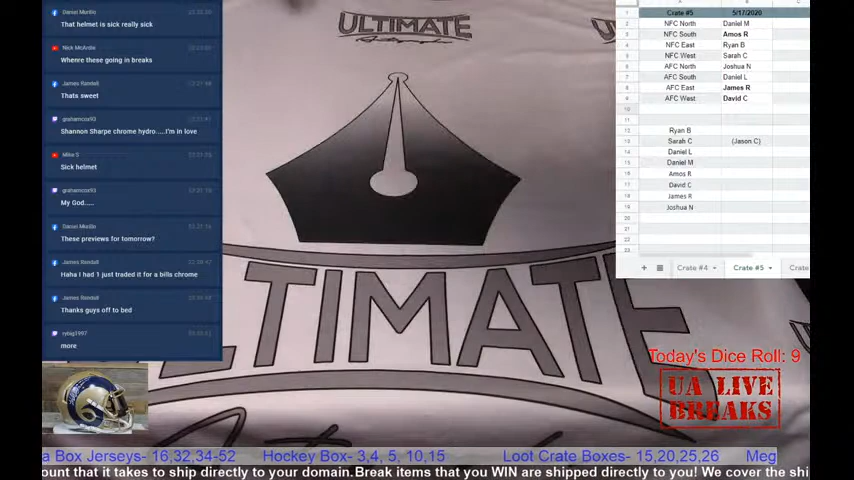 Daniel Morlin
That helmet is sick really sick
Nick McArdle
Whenre these going in breaks
James Randall
Thats sweet
grahamcor93
Shannon Sharpe chrome hydro.....I'm in love
Mike S
Sick helmet
grahamcor93
My God.....
Daniel Morlin
These previews for tomorrow?
James Randall
Haha I had 1 just traded it for a bills chrome
James Randall
Thanks guys off to bed
rybig1997
more
ULTIMATE
ULTIMATE
Crate #5 5/17/2020
NFC North Daniel M
NFC South Amos R
NFC East Ryan B
NFC West Sarah C
AFC North Joshua N
AFC South Daniel L
AFC East James R
AFC West David C
Ryan B
Sarah C (Jason C)
Daniel L
Daniel M
Amos R
David C
James R
Joshua N
Crate #4 Crate #5 Crate
Today's Dice Roll: 9
UA LIVE
BREAKS
a Box Jerseys- 16,32,34-52 Hockey Box- 3,4, 5, 10,15 Loot Crate Boxes- 15,20,25,26 Meg
ount that it takes to ship directly to your domain.Break items that you WIN are shipped directly to you! We cover the shi